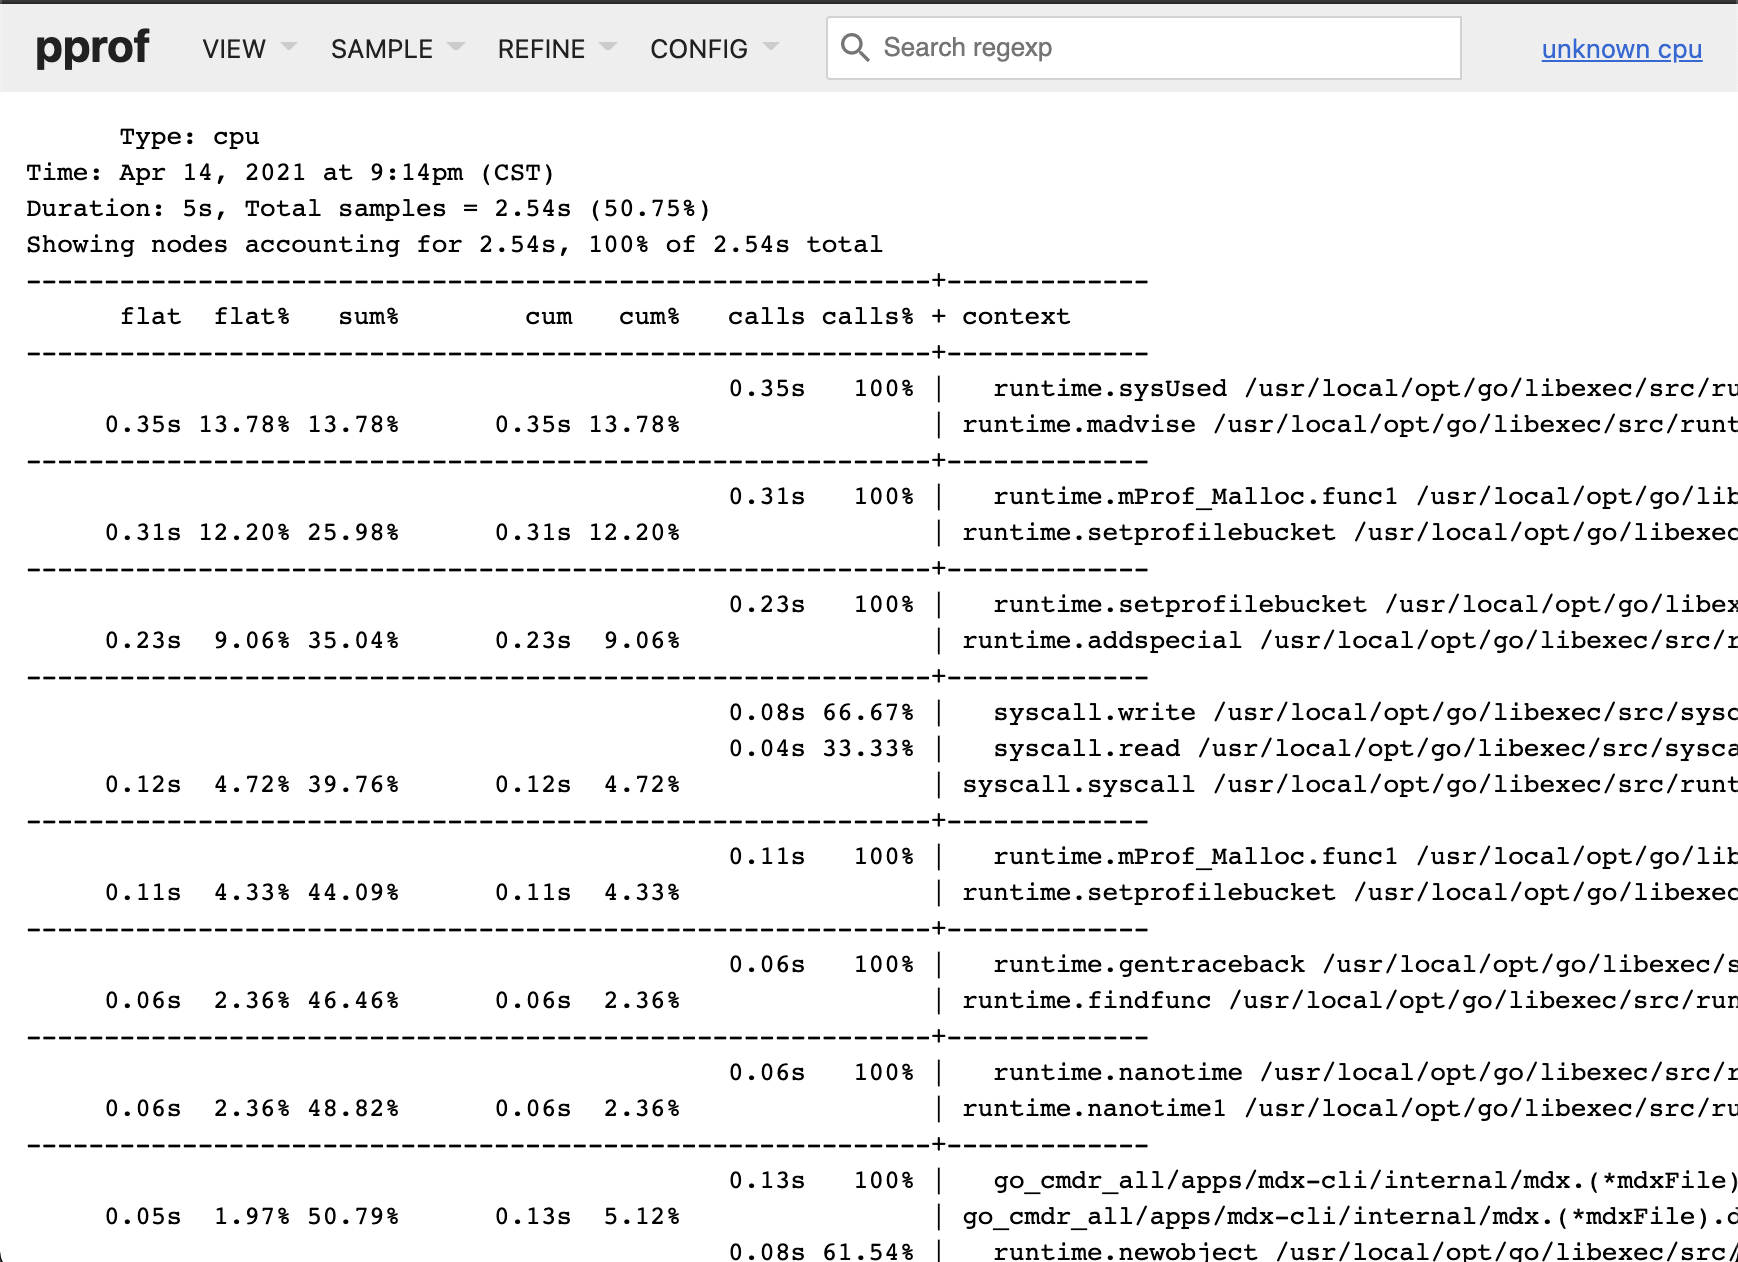 pprof VIEW SAMPLE REFINE CONFIG Search regexp unknown cpu
Type: cpu
Time: Apr 14, 2021 at 9:14pm (CST)
Duration: 5s, Total samples = 2.54s (50.75%)
Showing nodes accounting for 2.54s, 100% of 2.54s total
----------------------------------------------------------+-------------
flat flat% sum% cum cum% calls calls% + context
----------------------------------------------------------+-------------
0.35s 100% | runtime.sysUsed /usr/local/opt/go/libexec/src/ru
0.35s 13.78% 13.78% 0.35s 13.78% | runtime.madvise /usr/local/opt/go/libexec/src/runt
----------------------------------------------------------+-------------
0.31s 100% | runtime.mProf_Malloc.func1 /usr/local/opt/go/lib
0.31s 12.20% 25.98% 0.31s 12.20% | runtime.setprofilebucket /usr/local/opt/go/libexec
----------------------------------------------------------+-------------
0.23s 100% | runtime.setprofilebucket /usr/local/opt/go/libex
0.23s 9.06% 35.04% 0.23s 9.06% | runtime.addspecial /usr/local/opt/go/libexec/src/r
----------------------------------------------------------+-------------
0.08s 66.67% | syscall.write /usr/local/opt/go/libexec/src/sysc
0.04s 33.33% | syscall.read /usr/local/opt/go/libexec/src/sysca
0.12s 4.72% 39.76% 0.12s 4.72% | syscall.syscall /usr/local/opt/go/libexec/src/runt
----------------------------------------------------------+-------------
0.11s 100% | runtime.mProf_Malloc.func1 /usr/local/opt/go/lib
0.11s 4.33% 44.09% 0.11s 4.33% | runtime.setprofilebucket /usr/local/opt/go/libexec
----------------------------------------------------------+-------------
0.06s 100% | runtime.gentraceback /usr/local/opt/go/libexec/s
0.06s 2.36% 46.46% 0.06s 2.36% | runtime.findfunc /usr/local/opt/go/libexec/src/run
----------------------------------------------------------+-------------
0.06s 100% | runtime.nanotime /usr/local/opt/go/libexec/src/r
0.06s 2.36% 48.82% 0.06s 2.36% | runtime.nanotime1 /usr/local/opt/go/libexec/src/ru
----------------------------------------------------------+-------------
0.13s 100% | go_cmdr_all/apps/mdx-cli/internal/mdx.(*mdxFile)
0.05s 1.97% 50.79% 0.13s 5.12% | go_cmdr_all/apps/mdx-cli/internal/mdx.(*mdxFile).d
0.08s 61.54% | runtime.newobject /usr/local/opt/go/libexec/src/